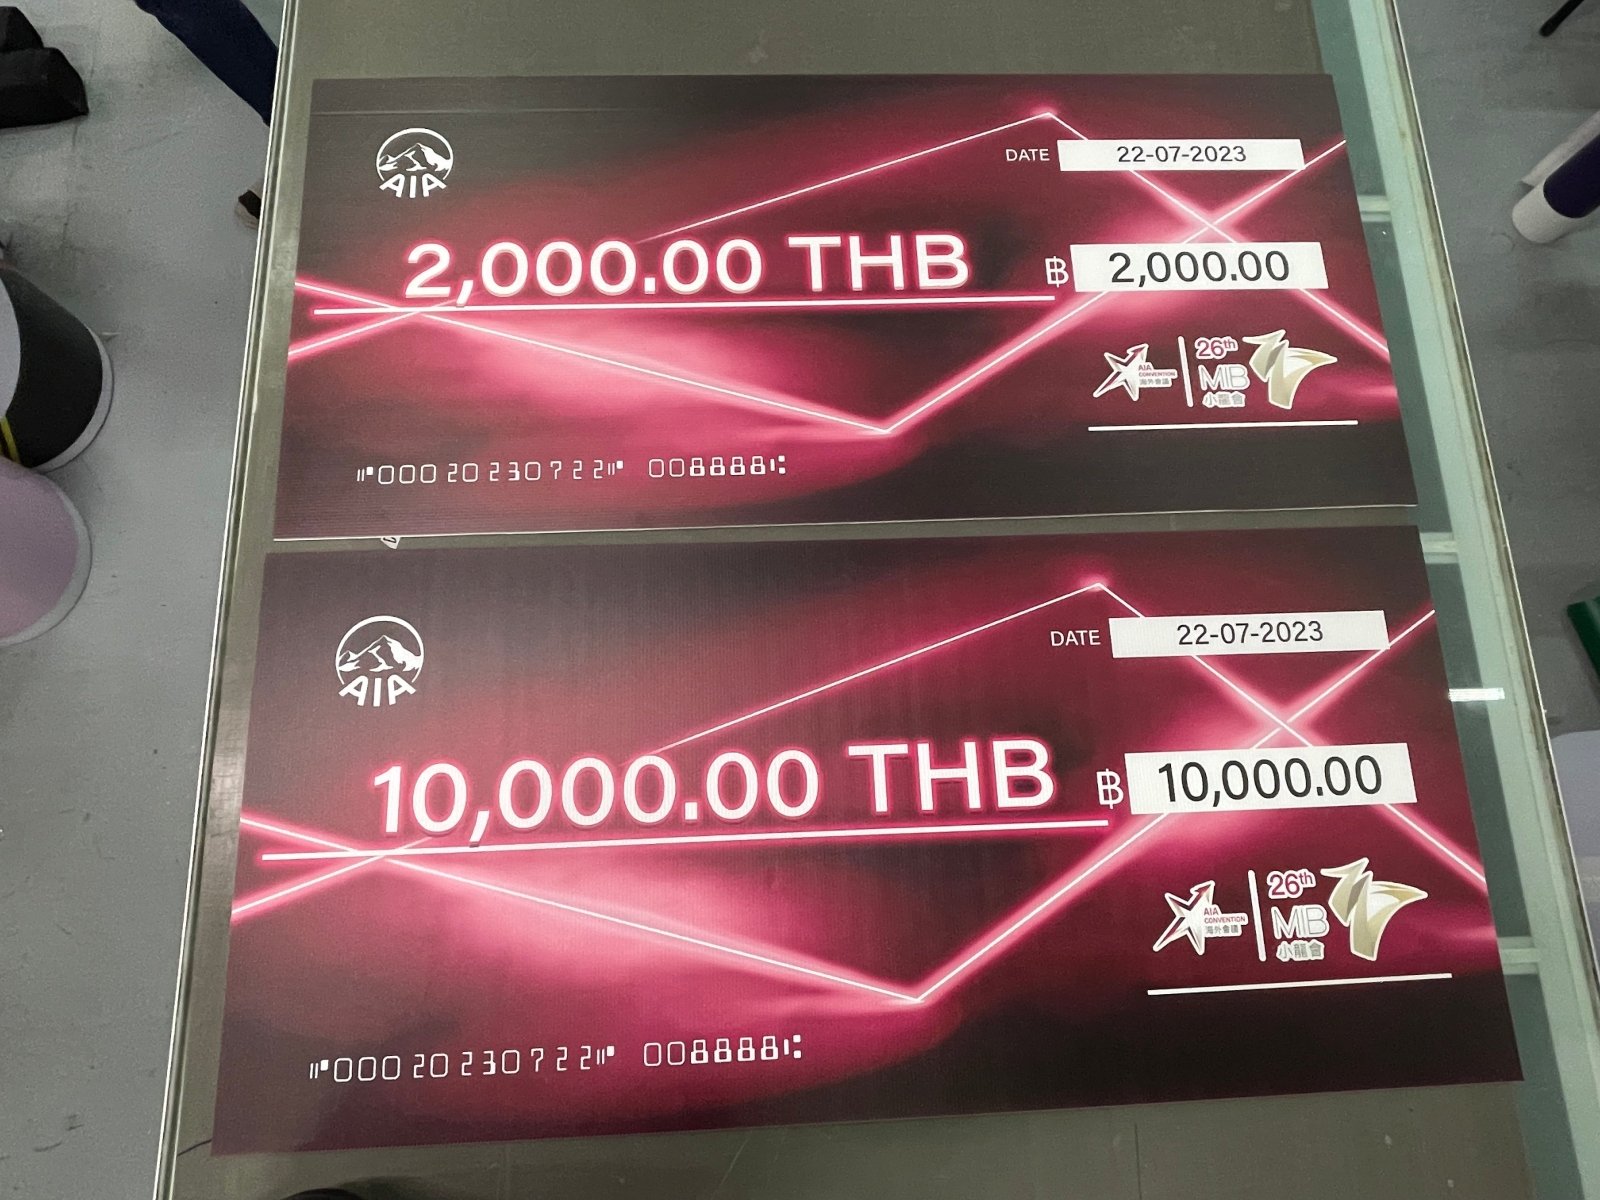 AIA
DATE 22-07-2023
2,000.00 THB
฿ 2,000.00
AIA
CONVENTION
海外會議
26th
MIB
小龍會
⑈000 20230722⑈ 008888⑆
AIA
DATE 22-07-2023
10,000.00 THB
฿ 10,000.00
AIA
CONVENTION
海外會議
26th
MIB
小龍會
⑈000 20230722⑈ 008888⑆